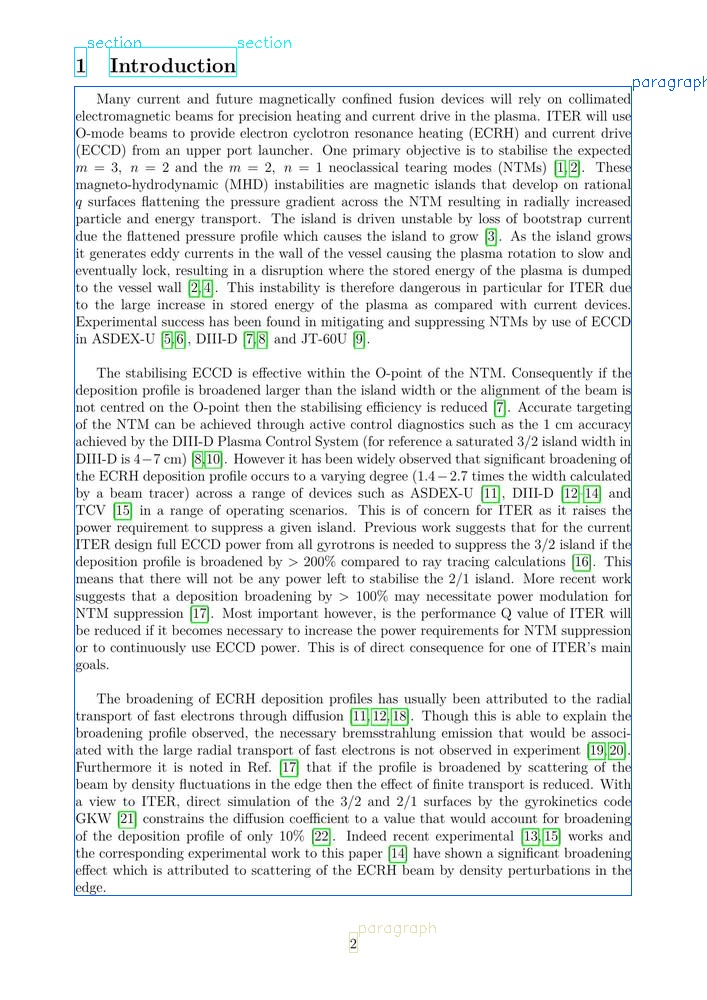 section section
1 Introduction
paragraph
Many current and future magnetically confined fusion devices will rely on collimated
electromagnetic beams for precision heating and current drive in the plasma. ITER will use
O-mode beams to provide electron cyclotron resonance heating (ECRH) and current drive
(ECCD) from an upper port launcher. One primary objective is to stabilise the expected
m = 3, n = 2 and the m = 2, n = 1 neoclassical tearing modes (NTMs) [1,2]. These
magneto-hydrodynamic (MHD) instabilities are magnetic islands that develop on rational
q surfaces flattening the pressure gradient across the NTM resulting in radially increased
particle and energy transport. The island is driven unstable by loss of bootstrap current
due the flattened pressure profile which causes the island to grow [3]. As the island grows
it generates eddy currents in the wall of the vessel causing the plasma rotation to slow and
eventually lock, resulting in a disruption where the stored energy of the plasma is dumped
to the vessel wall [2,4]. This instability is therefore dangerous in particular for ITER due
to the large increase in stored energy of the plasma as compared with current devices.
Experimental success has been found in mitigating and suppressing NTMs by use of ECCD
in ASDEX-U [5,6], DIII-D [7,8] and JT-60U [9].
The stabilising ECCD is effective within the O-point of the NTM. Consequently if the
deposition profile is broadened larger than the island width or the alignment of the beam is
not centred on the O-point then the stabilising efficiency is reduced [7]. Accurate targeting
of the NTM can be achieved through active control diagnostics such as the 1 cm accuracy
achieved by the DIII-D Plasma Control System (for reference a saturated 3/2 island width in
DIII-D is 4−7 cm) [8,10]. However it has been widely observed that significant broadening of
the ECRH deposition profile occurs to a varying degree (1.4−2.7 times the width calculated
by a beam tracer) across a range of devices such as ASDEX-U [11], DIII-D [12–14] and
TCV [15] in a range of operating scenarios. This is of concern for ITER as it raises the
power requirement to suppress a given island. Previous work suggests that for the current
ITER design full ECCD power from all gyrotrons is needed to suppress the 3/2 island if the
deposition profile is broadened by > 200% compared to ray tracing calculations [16]. This
means that there will not be any power left to stabilise the 2/1 island. More recent work
suggests that a deposition broadening by > 100% may necessitate power modulation for
NTM suppression [17]. Most important however, is the performance Q value of ITER will
be reduced if it becomes necessary to increase the power requirements for NTM suppression
or to continuously use ECCD power. This is of direct consequence for one of ITER's main
goals.
The broadening of ECRH deposition profiles has usually been attributed to the radial
transport of fast electrons through diffusion [11,12,18]. Though this is able to explain the
broadening profile observed, the necessary bremsstrahlung emission that would be associ-
ated with the large radial transport of fast electrons is not observed in experiment [19,20].
Furthermore it is noted in Ref. [17] that if the profile is broadened by scattering of the
beam by density fluctuations in the edge then the effect of finite transport is reduced. With
a view to ITER, direct simulation of the 3/2 and 2/1 surfaces by the gyrokinetics code
GKW [21] constrains the diffusion coefficient to a value that would account for broadening
of the deposition profile of only 10% [22]. Indeed recent experimental [13,15] works and
the corresponding experimental work to this paper [14] have shown a significant broadening
effect which is attributed to scattering of the ECRH beam by density perturbations in the
edge.
paragraph
2